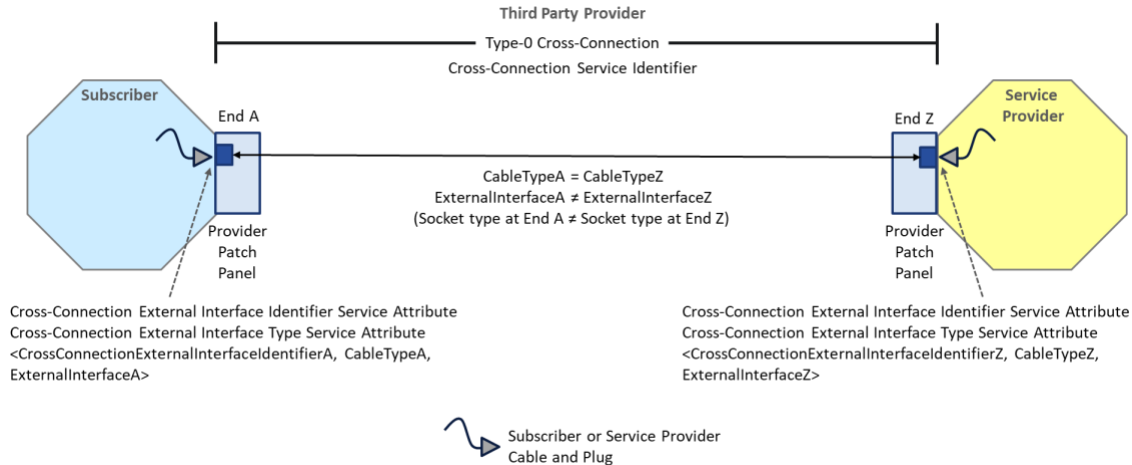 Third Party Provider
Type-0 Cross-Connection
Cross-Connection Service Identifier
Subscriber
End A
End Z
Service
Provider
CableTypeA = CableTypeZ
ExternalInterfaceA ≠ ExternalInterfaceZ
(Socket type at End A ≠ Socket type at End Z)
Provider
Patch
Panel
Provider
Patch
Panel
Cross-Connection External Interface Identifier Service Attribute
Cross-Connection External Interface Type Service Attribute
<CrossConnectionExternalInterfaceIdentifierA, CableTypeA,
ExternalInterfaceA>
Cross-Connection External Interface Identifier Service Attribute
Cross-Connection External Interface Type Service Attribute
<CrossConnectionExternalInterfaceIdentifierZ, CableTypeZ,
ExternalInterfaceZ>
Subscriber or Service Provider
Cable and Plug